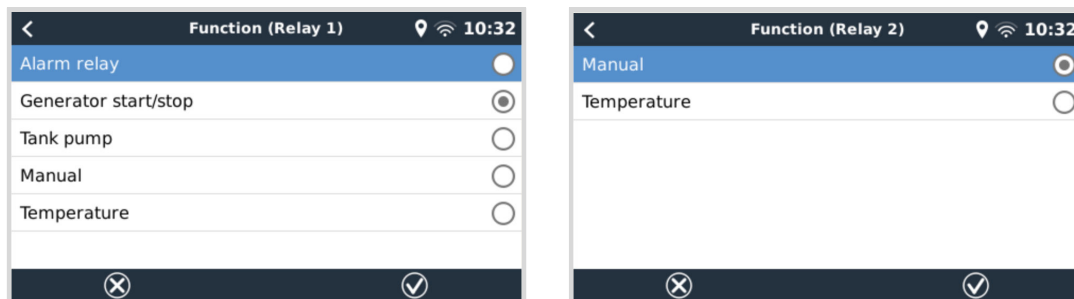 Function (Relay 1)
10:32
Alarm relay
Generator start/stop
Tank pump
Manual
Temperature
Function (Relay 2)
10:32
Manual
Temperature